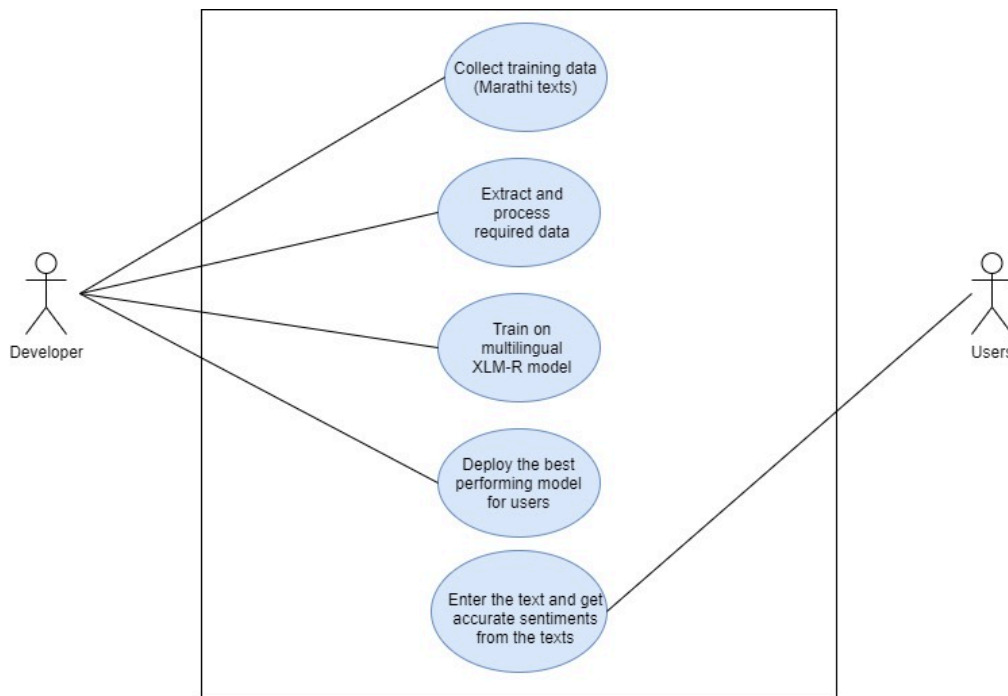 Collect training data
(Marathi texts)
Extract and
process
required data
Developer
Users
Train on
multilingual
XLM-R model
Deploy the best
performing model
for users
Enter the text and get
accurate sentiments
from the texts